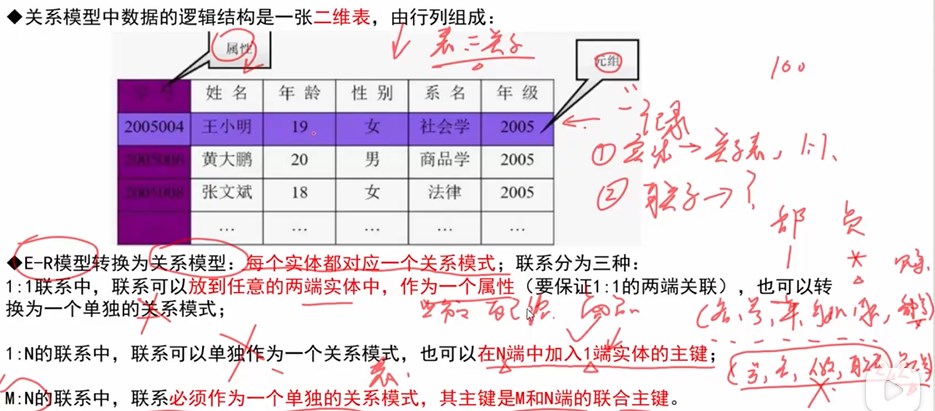 ◆关系模型中数据的逻辑结构是一张二维表，由行列组成：
属性
表 = 关系
元组
100
学 号 姓 名 年 龄 性 别 系 名 年 级
2005004 王小明 19 女 社会学 2005
2005006 黄大鹏 20 男 商品学 2005
2005008 张文斌 18 女 法律 2005
… … … … … …
记录
① 实体→关系表，1:1、
② 联系→？
部 员
1 *
◆E-R模型转换为关系模型：每个实体都对应一个关系模式；联系分为三种：
1:1联系中，联系可以放到任意的两端实体中，作为一个属性（要保证1:1的两端关联），也可以转
换为一个单独的关系模式；
1:N的联系中，联系可以单独作为一个关系模式，也可以在N端中加入1端实体的主键；
表.
M:N的联系中，联系必须作为一个单独的关系模式，其主键是M和N端的联合主键。